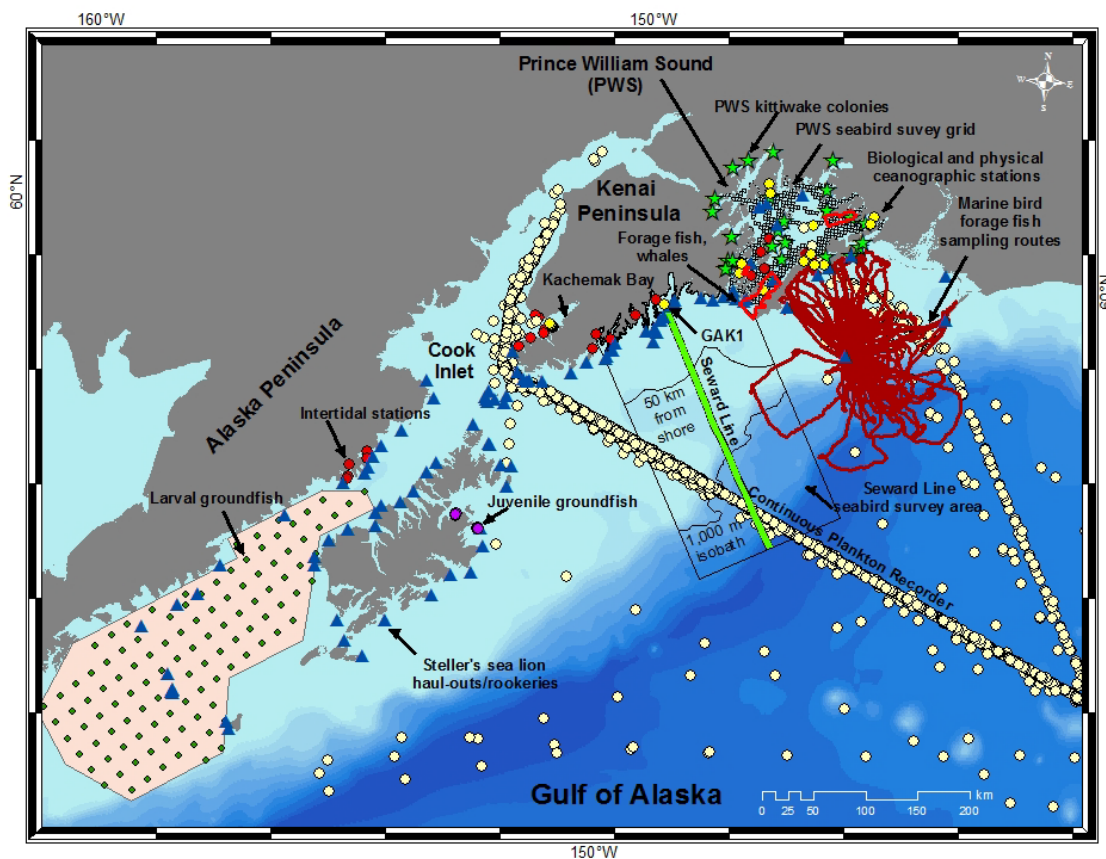 160°W
150°W
N
W
E
S
Prince William Sound
(PWS)
PWS kittiwake colonies
PWS seabird suvey grid
Biological and physical
ceanographic stations
60°N
Kenai
Peninsula
Marine bird
forage fish
sampling routes
Forage fish,
whales
Kachemak Bay
60°N
GAK1
Alaska Peninsula
Cook
Inlet
Seward Line
50 km
from
shore
Intertidal stations
Larval groundfish
Juvenile groundfish
Seward Line
seabird survey area
Continuous Plankton Recorder
1,000 m
isobath
Steller's sea lion
haul-outs/rookeries
Gulf of Alaska
km
0 25 50 100 150 200
150°W